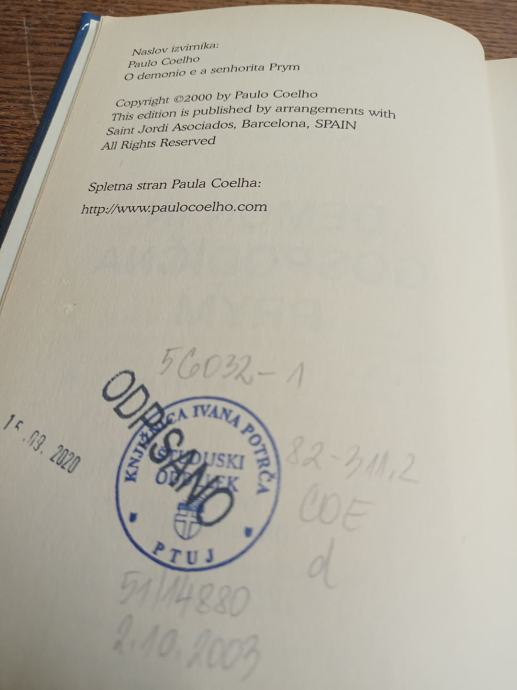 Naslov izvirnika:
Paulo Coelho
O demonio e a senhorita Prym
Copyright ©2000 by Paulo Coelho
This edition is published by arrangements with
Saint Jordi Asociados, Barcelona, SPAIN
All Rights Reserved
Spletna stran Paula Coelha:
http://www.paulocoelho.com
56032-1
ODPISANO
KNJIŽNICA IVANA POTRČA
ŠTUDIJSKI
ODDELEK
PTUJ
15.09.2020
82-311.2
COE
d
51/14880
2.10.2003